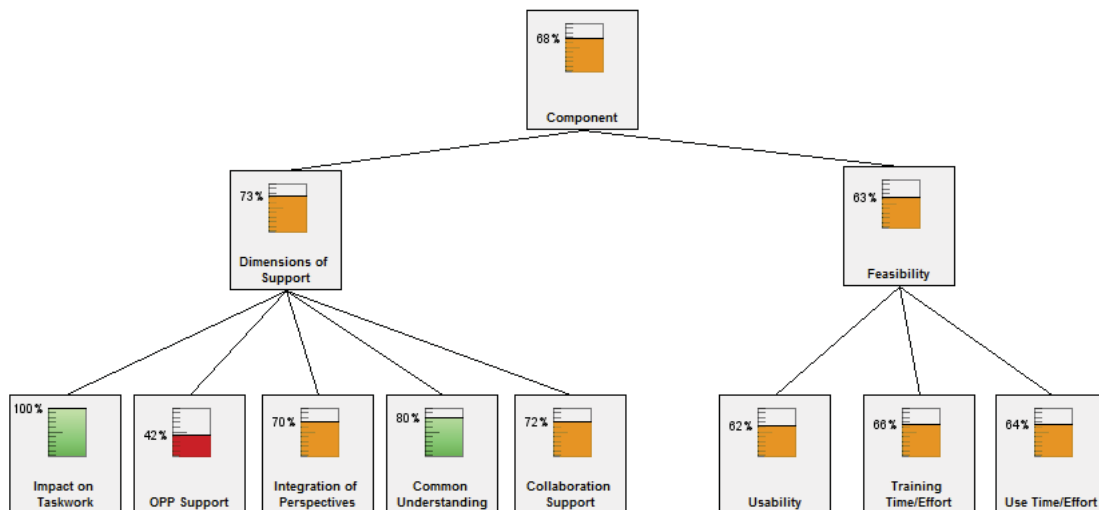 68%
Component
73%
Dimensions of
Support
63%
Feasibility
100%
Impact on
Taskwork
42%
OPP Support
70%
Integration of
Perspectives
80%
Common
Understanding
72%
Collaboration
Support
62%
Usability
66%
Training
Time/Effort
64%
Use Time/Effort